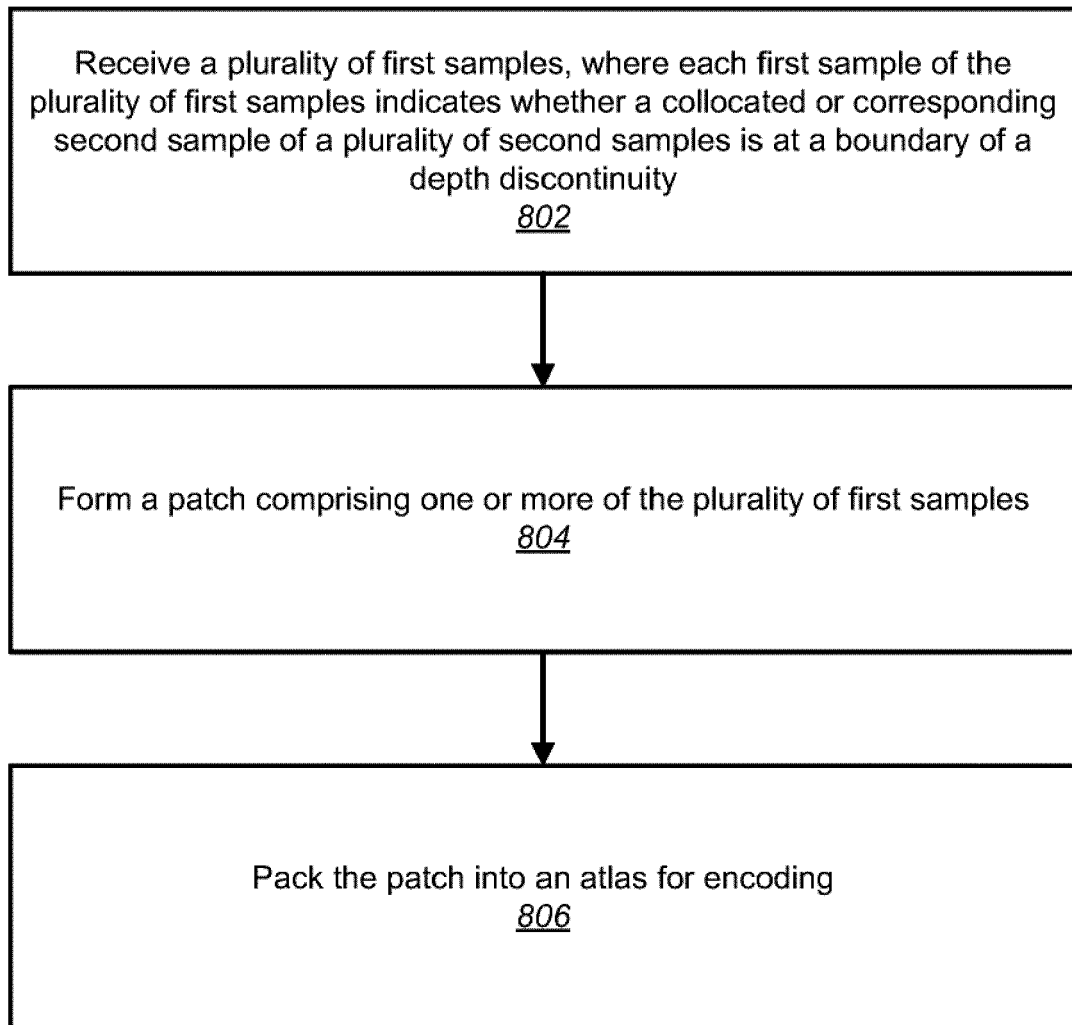 Receive a plurality of first samples, where each first sample of the
plurality of first samples indicates whether a collocated or corresponding
second sample of a plurality of second samples is at a boundary of a
depth discontinuity
802
Form a patch comprising one or more of the plurality of first samples
804
Pack the patch into an atlas for encoding
806